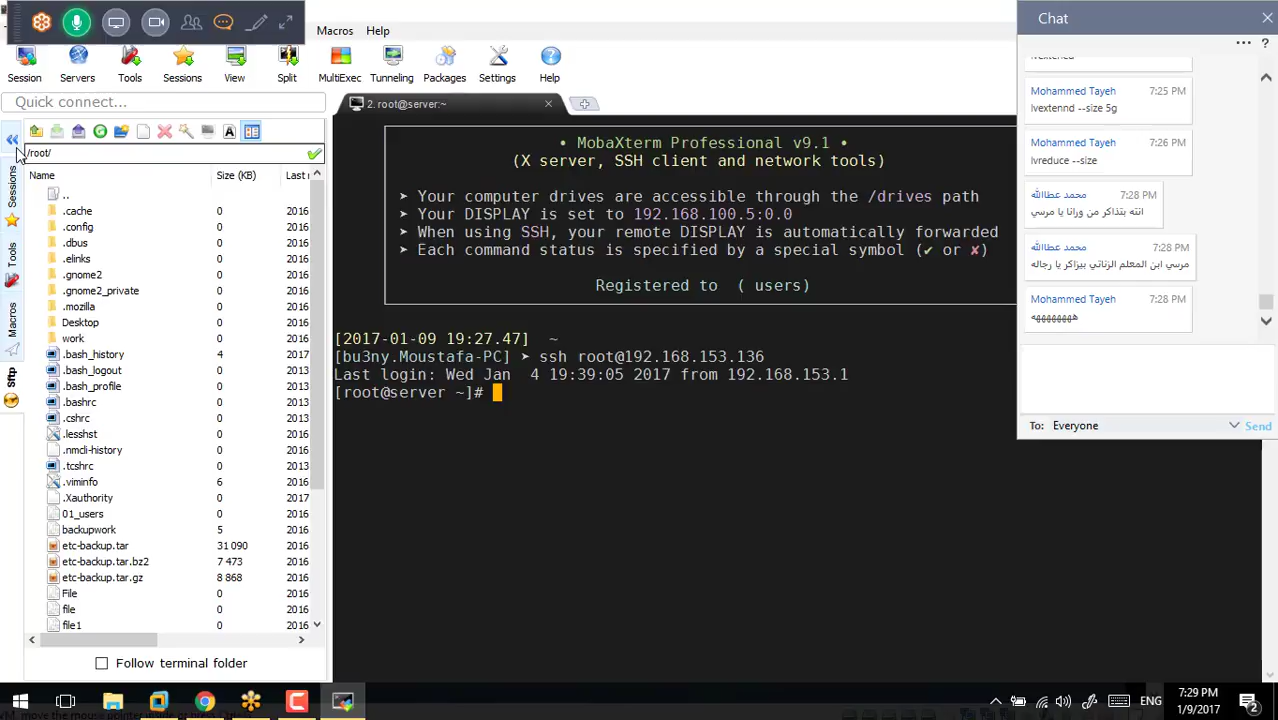 Macros
Help
Session
Servers
Tools
Sessions
View
Split
MultiExec
Tunneling
Packages
Settings
Help
Quick connect...
2. root@server:~
/root/
Name
Size (KB)
Last
..
.cache 0 2016
.config 0 2016
.dbus 0 2016
.elinks 0 2016
.gnome2 0 2016
.gnome2_private 0 2016
.mozilla 0 2016
Desktop 0 2016
work 0 2016
.bash_history 4 2017
.bash_logout 0 2013
.bash_profile 0 2013
.bashrc 0 2013
.cshrc 0 2013
.lesshst 0 2016
.nmcli-history 0 2016
.tcshrc 0 2013
.viminfo 6 2016
.Xauthority 0 2017
01_users 0 2016
backupwork 5 2016
etc-backup.tar 31 090 2016
etc-backup.tar.bz2 7 473 2016
etc-backup.tar.gz 8 868 2016
File 0 2016
file 0 2016
file1 0 2016
Follow terminal folder
Sessions
Tools
Macros
Sftp
• MobaXterm Professional v9.1 •
(X server, SSH client and network tools)
➤ Your computer drives are accessible through the /drives path
➤ Your DISPLAY is set to 192.168.100.5:0.0
➤ When using SSH, your remote DISPLAY is automatically forwarded
➤ Each command status is specified by a special symbol (✔ or ✘)
Registered to ( users)
[2017-01-09 19:27.47] ~
[bu3ny.Moustafa-PC] ➤ ssh root@192.168.153.136
Last login: Wed Jan 4 19:39:05 2017 from 192.168.153.1
[root@server ~]#
Chat
Mohammed Tayeh 7:25 PM
lvextennd --size 5g
Mohammed Tayeh 7:26 PM
lvreduce --size
محمد عطاالله 7:28 PM
انته بتذاكر من ورانا يا مرسي
محمد عطاالله 7:28 PM
مرسي ابن المعلم الزناتي بيزاكر يا رجاله
Mohammed Tayeh 7:28 PM
ههههههههه
To: Everyone
Send
ENG
7:29 PM
1/9/2017
2